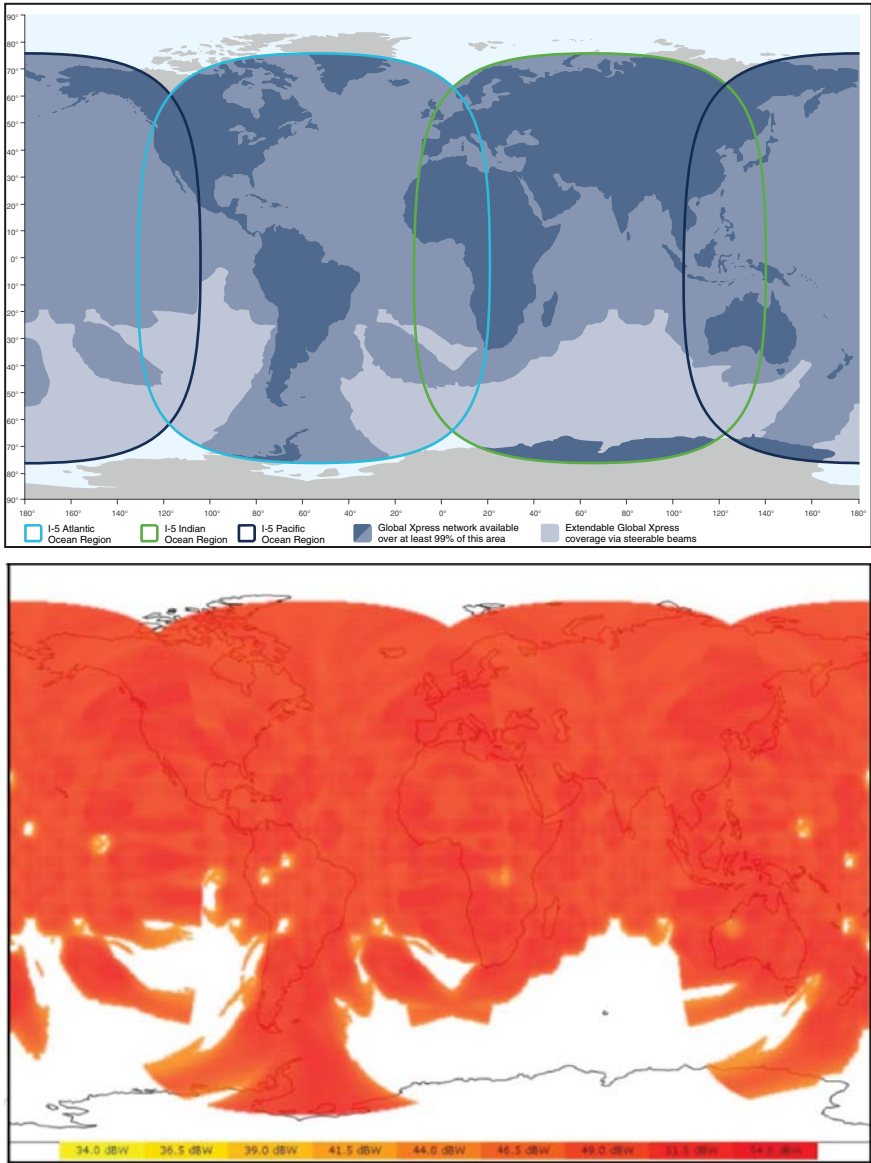 90°
80°
70°
60°
50°
40°
30°
20°
10°
0°
10°
20°
30°
40°
50°
60°
70°
80°
90°
180° 160° 140° 120° 100° 80° 60° 40° 20° 0° 20° 40° 60° 80° 100° 120° 140° 160° 180°
I-5 Atlantic
Ocean Region
I-5 Indian
Ocean Region
I-5 Pacific
Ocean Region
Global Xpress network available
over at least 99% of this area
Extendable Global Xpress
coverage via steerable beams
34.0 dBW 36.5 dBW 39.0 dBW 41.5 dBW 44.0 dBW 46.5 dBW 49.0 dBW dBW dBW